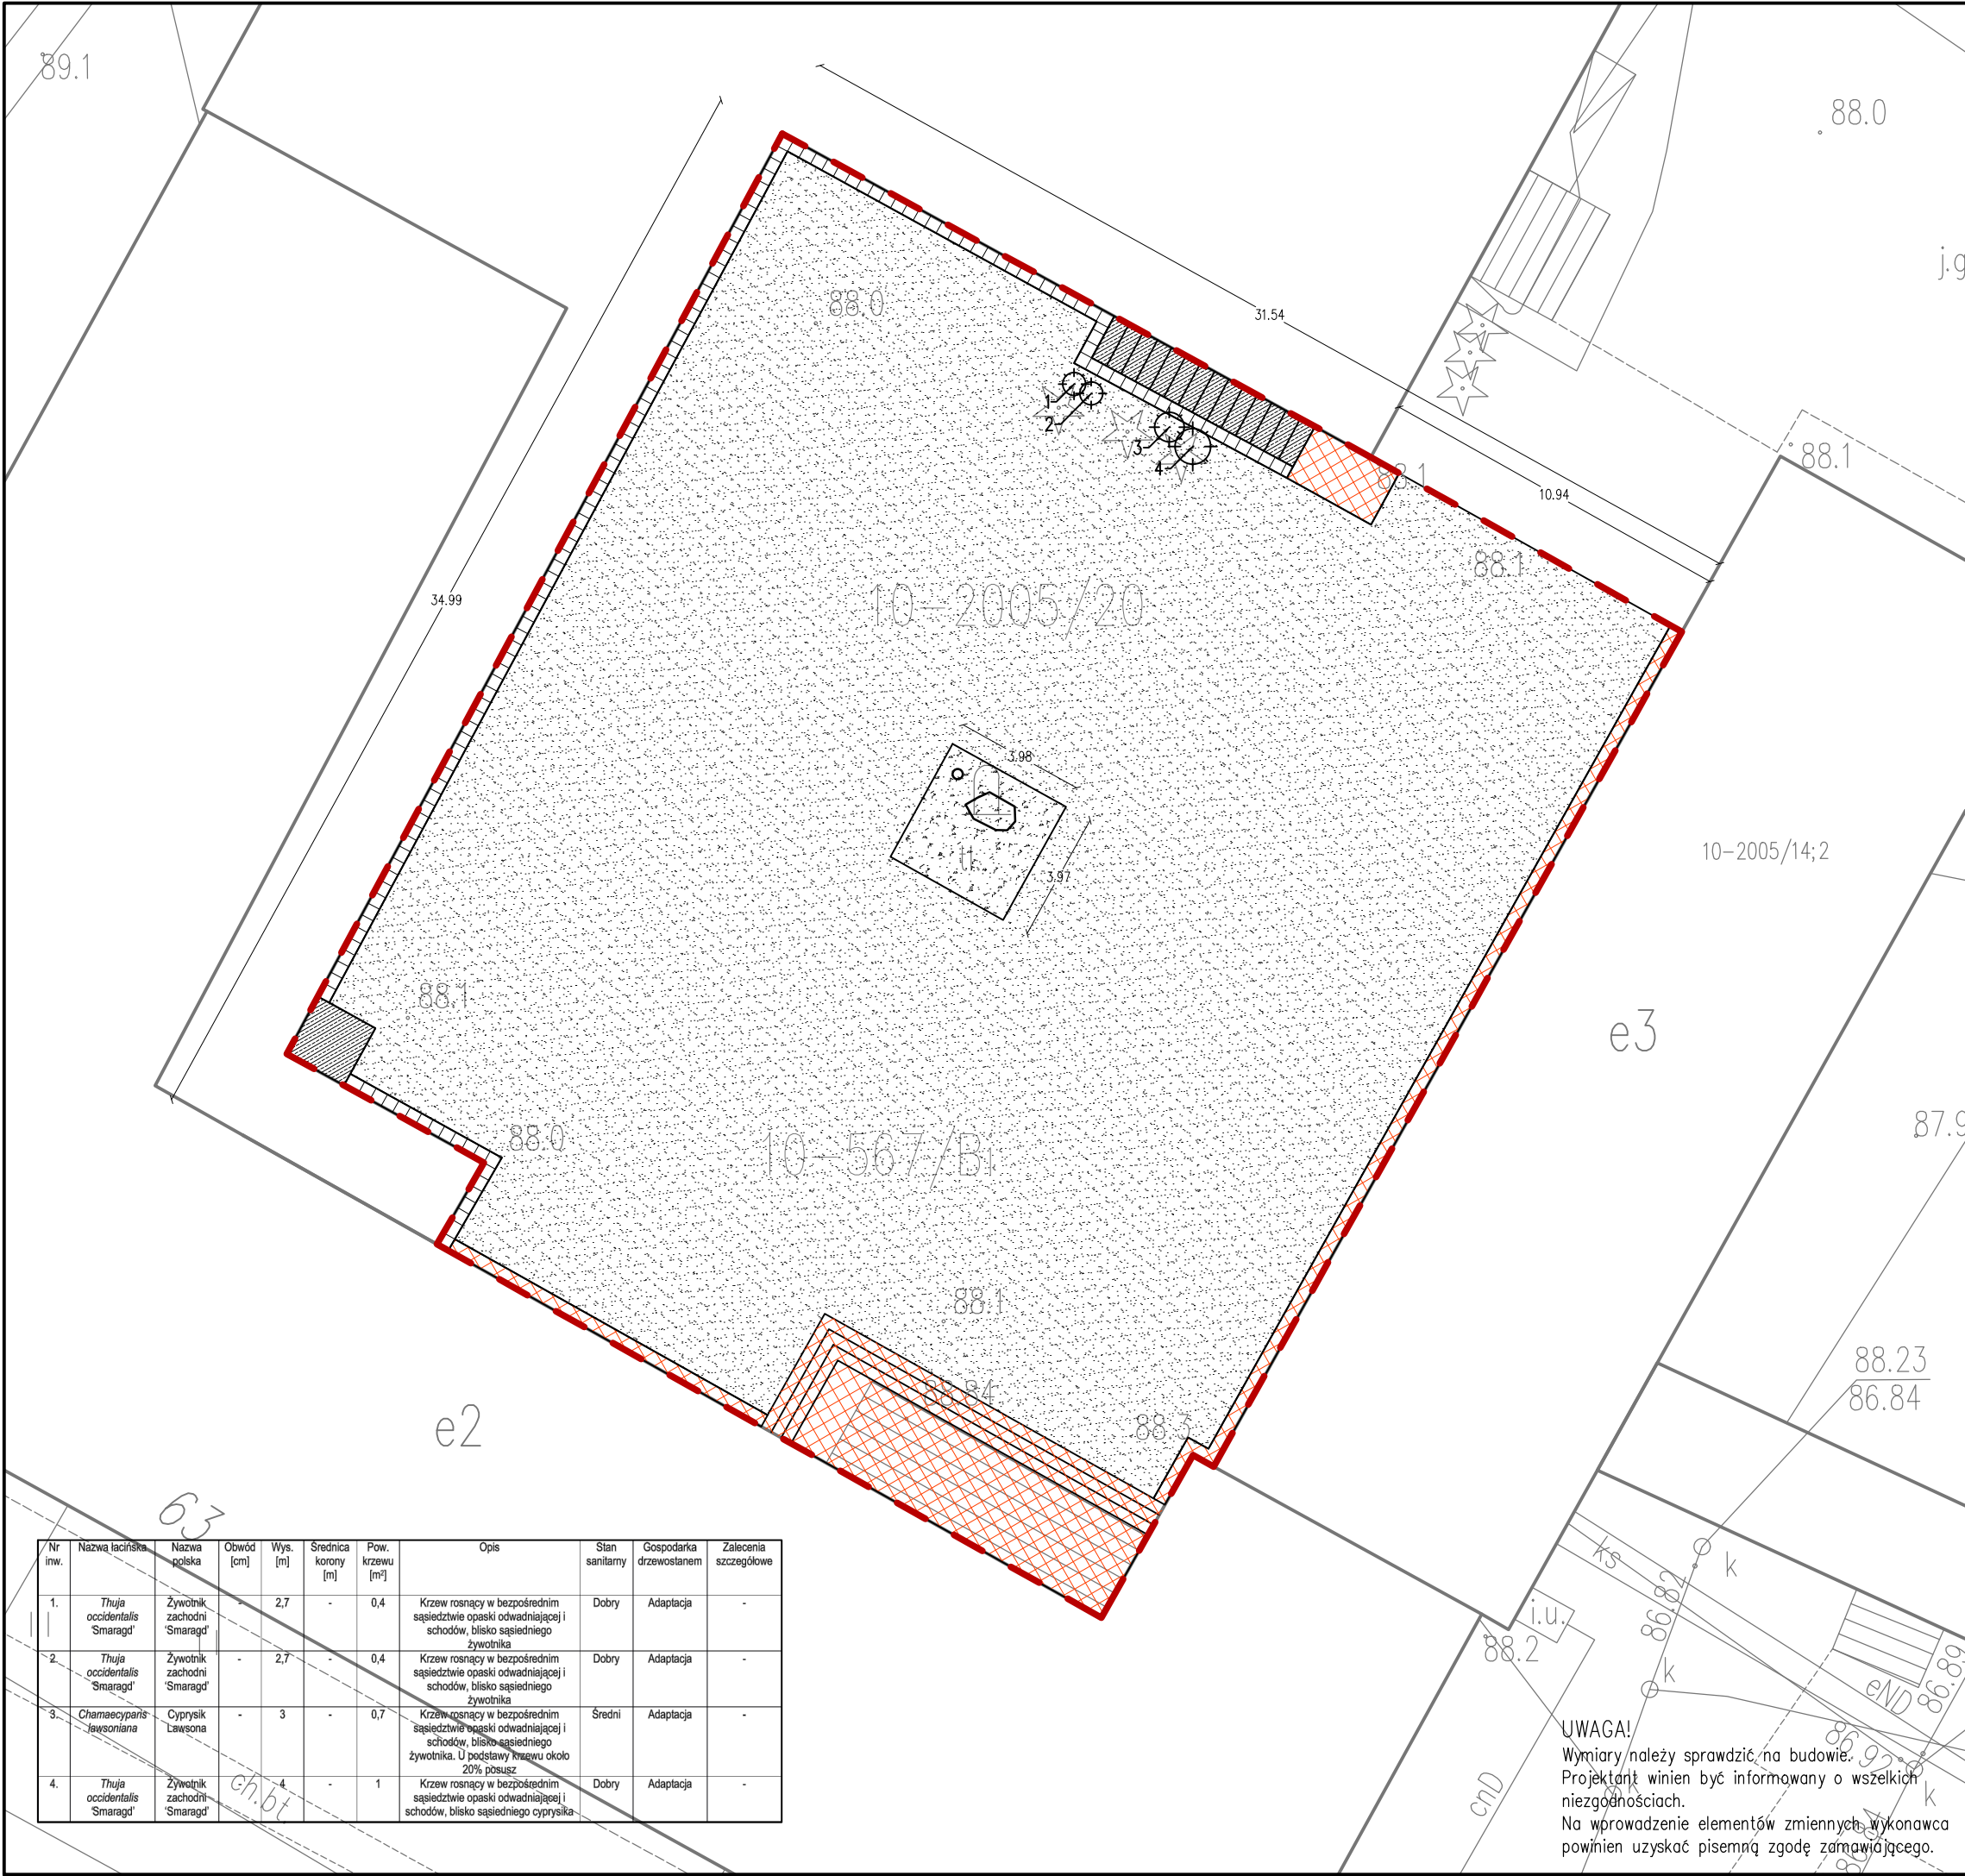 89.1
88.0
j.g
31.54
88.0
88.1
88.1
10.94
88.1
1
2
3
4
34.99
10-2005/20
3.98
fl
3.97
10-2005/14;2
88.1
e3
87.9
88.0
10-567/Bi
88.1
88.23
86.84
88.84
88.3
e2
63
Nr inw.
Nazwa łacińska
Nazwa polska
Obwód [cm]
Wys. [m]
Średnica korony [m]
Pow. krzewu [m²]
Opis
Stan sanitarny
Gospodarka drzewostanem
Zalecenia szczegółowe
1.
Thuja
occidentalis
'Smaragd'
Żywotnik
zachodni
'Smaragd'
-
2,7
-
0,4
Krzew rosnący w bezpośrednim
sąsiedztwie opaski odwadniającej i
schodów, blisko sąsiedniego
żywotnika
Dobry
Adaptacja
-
2.
Thuja
occidentalis
'Smaragd'
Żywotnik
zachodni
'Smaragd'
-
2,7
-
0,4
Krzew rosnący w bezpośrednim
sąsiedztwie opaski odwadniającej i
schodów, blisko sąsiedniego
żywotnika
Dobry
Adaptacja
-
3.
Chamaecyparis
lawsoniana
Cyprysik
Lawsona
-
3
-
0,7
Krzew rosnący w bezpośrednim
sąsiedztwie opaski odwadniającej i
schodów, blisko sąsiedniego
żywotnika. U podstawy krzewu około
20% posusz
Średni
Adaptacja
-
4.
Thuja
occidentalis
'Smaragd'
Żywotnik
zachodni
'Smaragd'
-
4
-
1
Krzew rosnący w bezpośrednim
sąsiedztwie opaski odwadniającej i
schodów, blisko sąsiedniego cyprysika
Dobry
Adaptacja
-
ch.bt
ks
k
86.82
i.u.
88.2
k
eND
86.89
86.92
k
k
cnD
UWAGA!
Wymiary należy sprawdzić na budowie.
Projektant winien być informowany o wszelkich
niezgodnościach.
Na wprowadzenie elementów zmiennych wykonawca
powinien uzyskać pisemną zgodę zamawiającego.